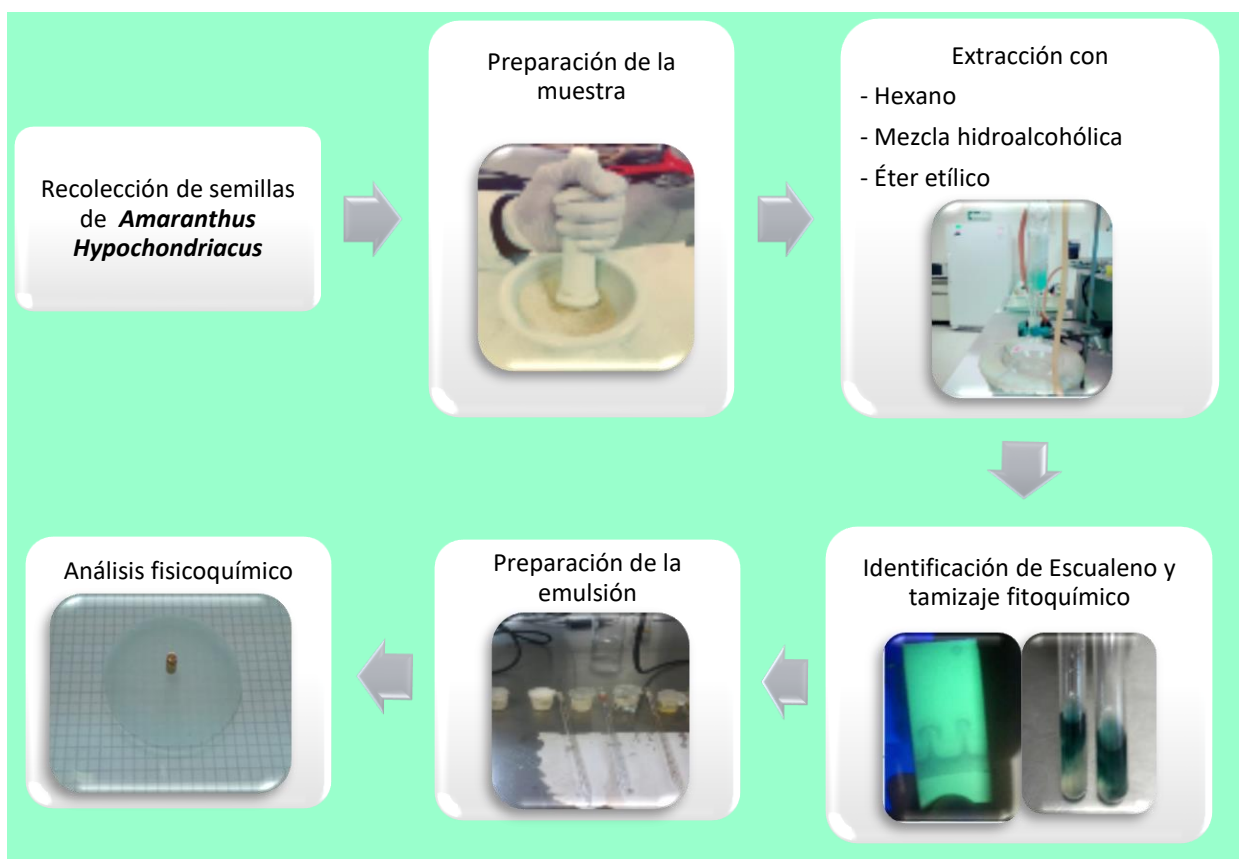 Recolección de semillas
de Amaranthus
Hypochondriacus
Preparación de la
muestra
Extracción con
- Hexano
- Mezcla hidroalcohólica
- Éter etílico
Identificación de Escualeno y
tamizaje fitoquímico
Preparación de la
emulsión
Análisis fisicoquímico